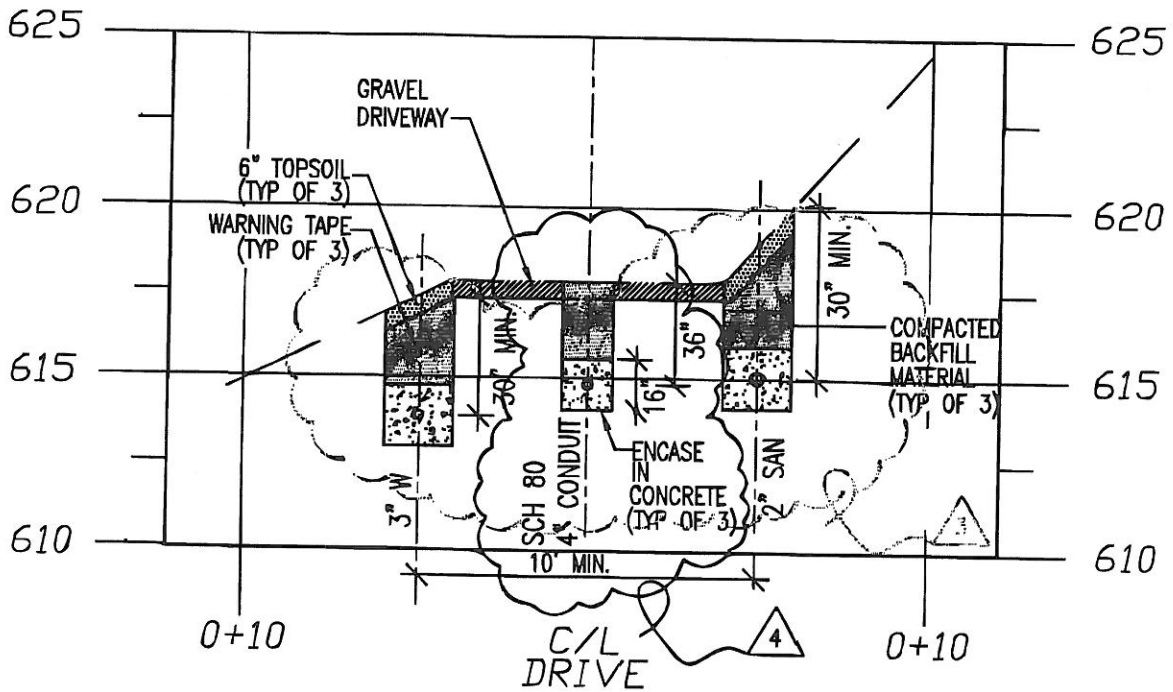 625
625
GRAVEL
DRIVEWAY
6" TOPSOIL
(TYP OF 3)
620
620
WARNING TAPE
(TYP OF 3)
30" MIN.
COMPACTED
BACKFILL
MATERIAL
(TYP OF 3)
30" MIN.
36"
615
615
16"
3" W
SCH 80
4" CONDUIT
ENCASE
IN
CONCRETE
(TYP OF 3)
2" SAN
3
610
610
10' MIN.
0+10
C/L
DRIVE
4
0+10